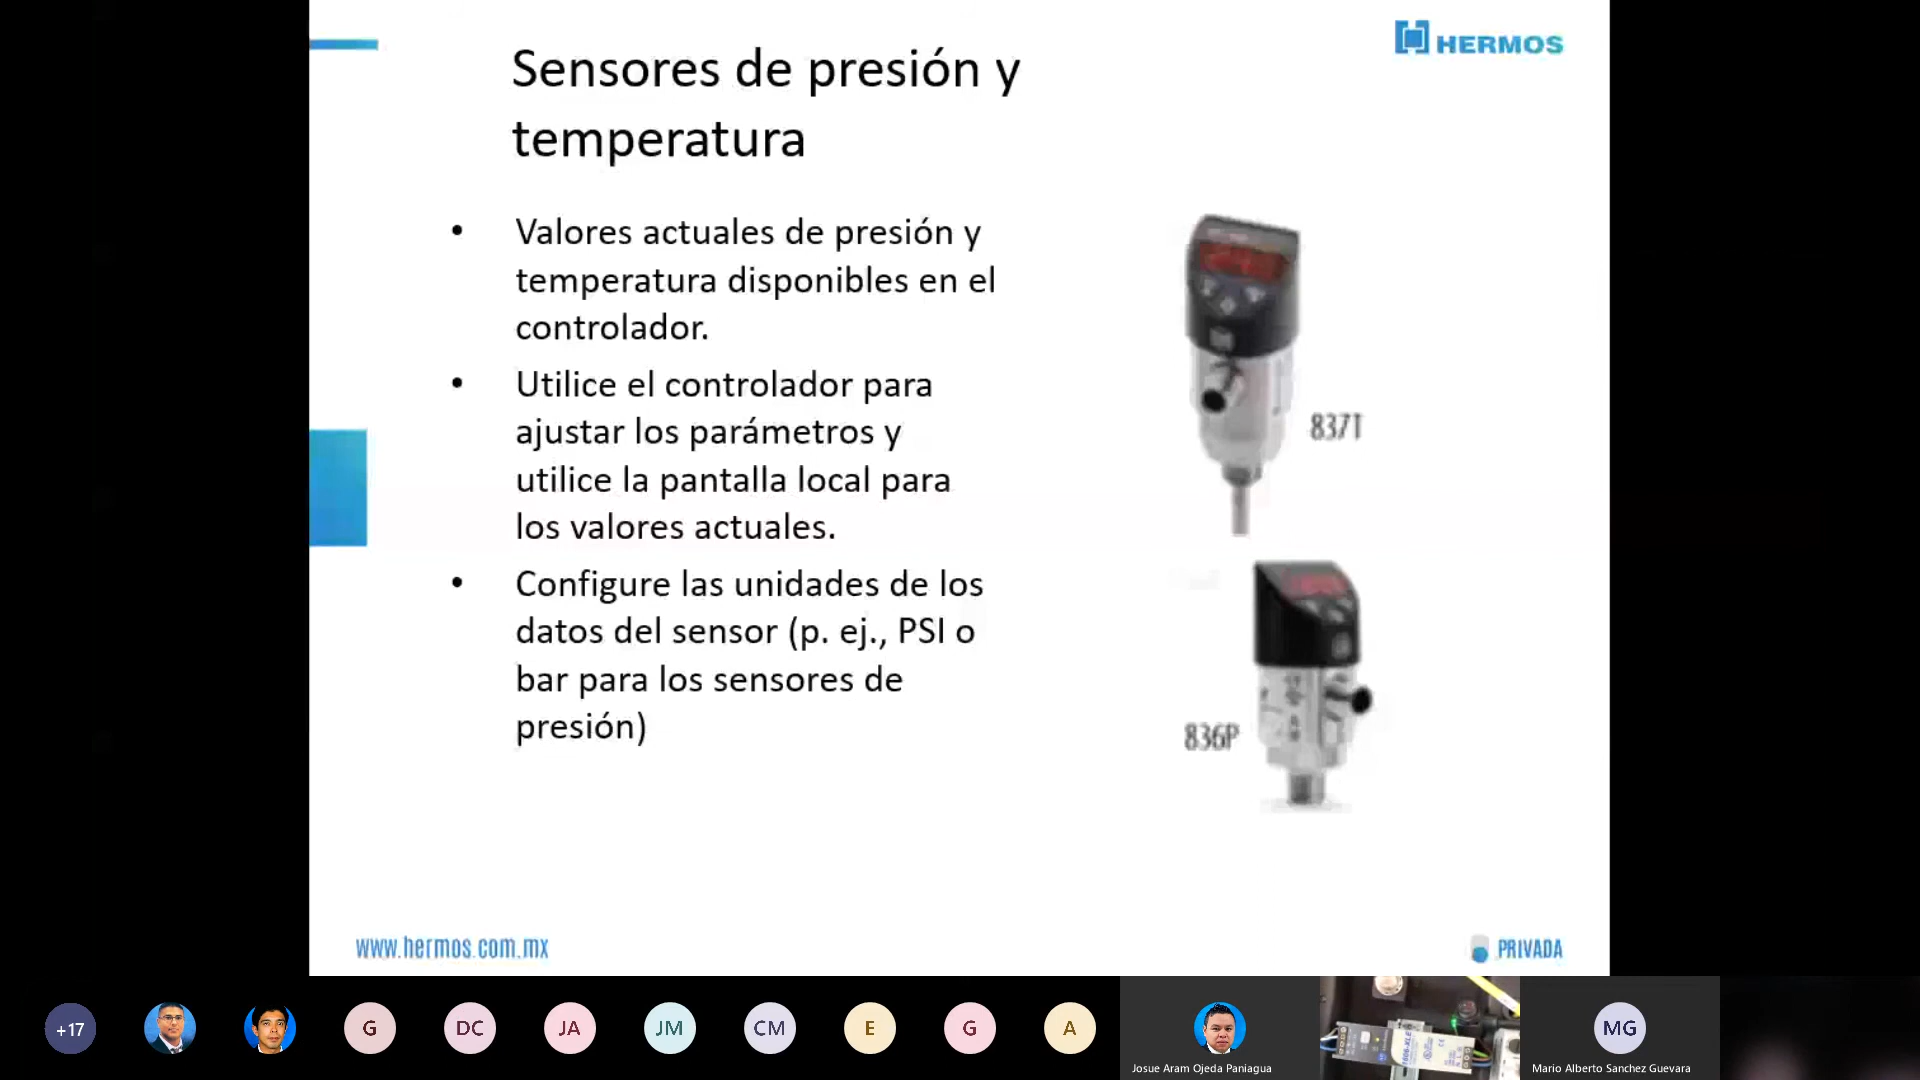 HERMOS
Sensores de presión y
temperatura
• Valores actuales de presión y
temperatura disponibles en el
controlador.
• Utilice el controlador para
ajustar los parámetros y
utilice la pantalla local para
los valores actuales.
• Configure las unidades de los
datos del sensor (p. ej., PSI o
bar para los sensores de
presión)
837T
836P
www.hermos.com.mx
PRIVADA
+17
G
DC
JA
JM
CM
E
G
A
Josue Aram Ojeda Paniagua
MG
Mario Alberto Sanchez Guevara